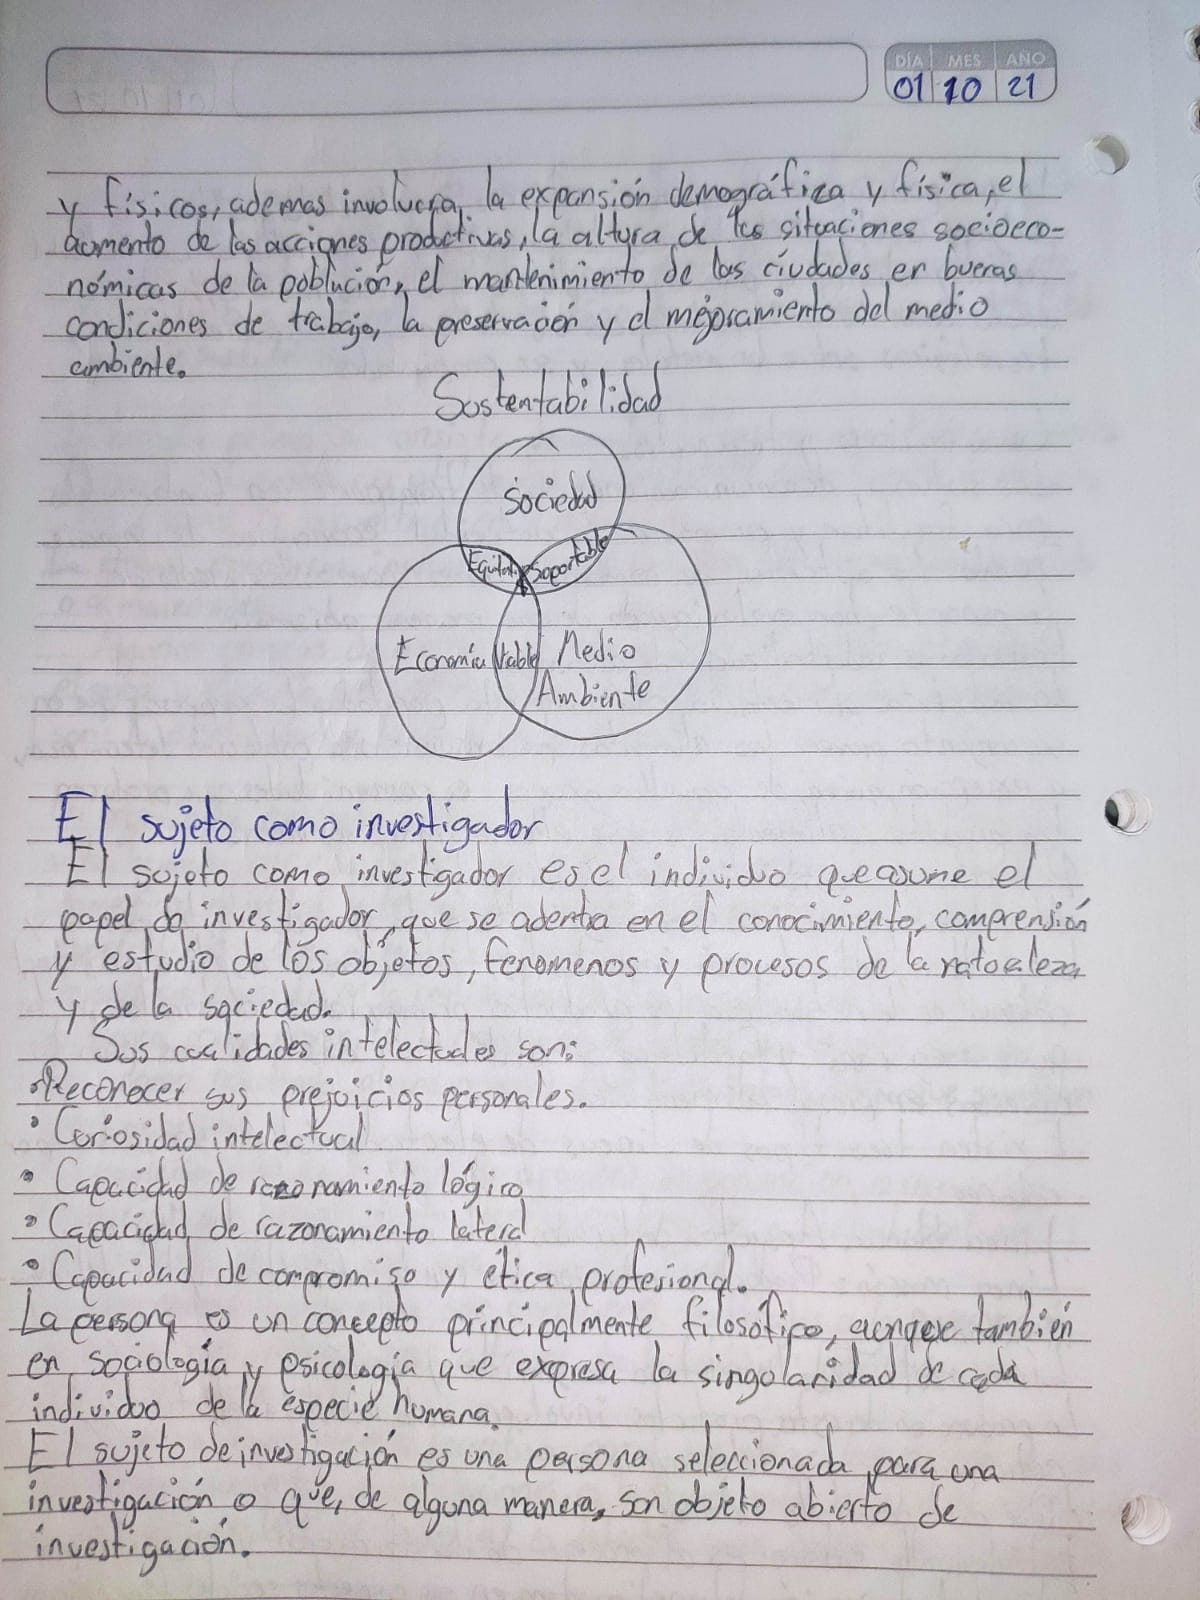 DÍA MES AÑO
01 10 21
y físicos, ademas involucra, la expansión demográfica y física, el
aumento de las acciones productivas, la altura de las situaciones socioeco-
nómicas de la población, el mantenimiento de las ciudades en buenas
condiciones de trabajo, la preservación y el mejoramiento del medio
ambiente.
Sostentabilidad
Sociedad
Equitativo Soportable
Economía Viable Medio
Ambiente
El sujeto como investigador
El sujeto como investigador es el individuo que asume el
papel de investigador, que se adentra en el conocimiento, comprensión
y estudio de los objetos, fenomenos y procesos de la naturaleza
y de la sociedad.
Sus cualidades intelectuales son:
• Reconocer sus prejuicios personales.
• Curiosidad intelectual
• Capacidad de razonamiento lógico
• Capacidad de razonamiento lateral
• Capacidad de compromiso y ética profesional.
La persona es un concepto principalmente filosófico, aunque también
en sociología y psicología que expresa la singularidad de cada
individuo de la especie humana.
El sujeto de investigación es una persona seleccionada para una
investigación o que, de alguna manera, son objeto abierto de
investigación.